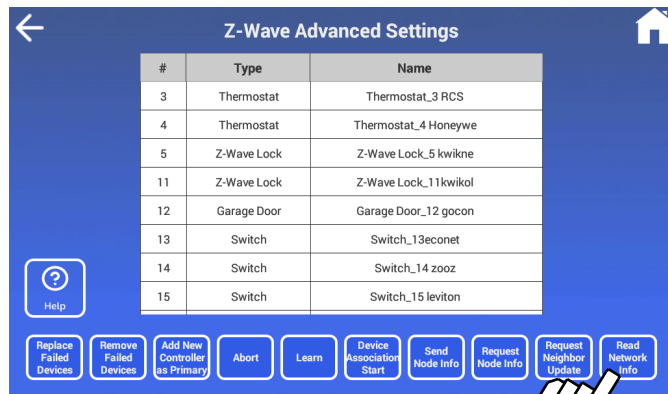 Z-Wave Advanced Settings
# Type Name
3 Thermostat Thermostat_3 RCS
4 Thermostat Thermostat_4 Honeywe
5 Z-Wave Lock Z-Wave Lock_5 kwikne
11 Z-Wave Lock Z-Wave Lock_11kwikol
12 Garage Door Garage Door_12 gocon
13 Switch Switch_13econet
14 Switch Switch_14 zooz
15 Switch Switch_15 leviton
Help
Replace
Failed
Devices
Remove
Failed
Devices
Add New
Controller
as Primary
Abort
Learn
Device
Association
Start
Send
Node Info
Request
Node Info
Request
Neighbor
Update
Read
Network
Info